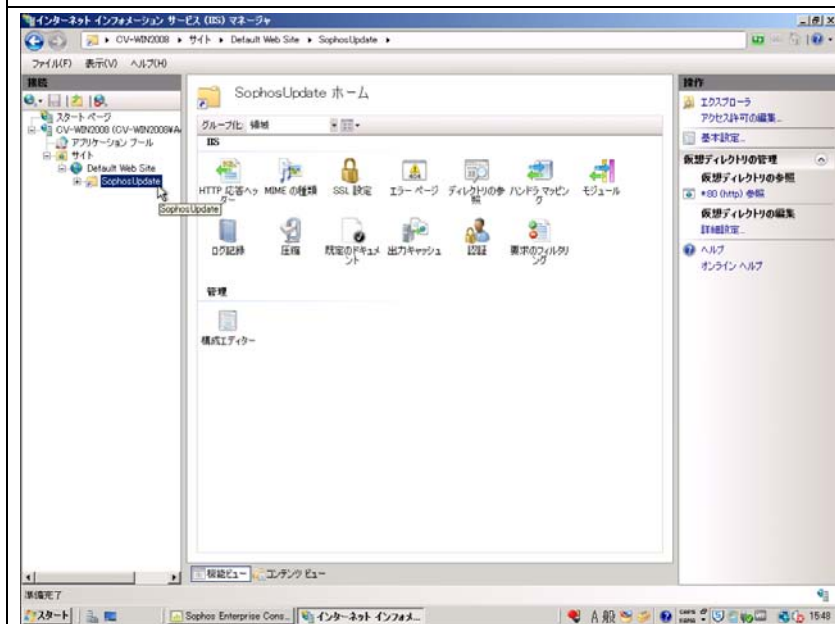 インターネット インフォメーション サービス (IIS) マネージャ
CV-WIN2008 ▸ サイト ▸ Default Web Site ▸ SophosUpdate ▸
ファイル(F) 表示(V) ヘルプ(H)
接続
スタート ページ
CV-WIN2008 (CV-WIN2008¥A
アプリケーション プール
サイト
Default Web Site
SophosUpdate
SophosUpdate
SophosUpdate ホーム
グループ化: 領域
IIS
HTTP 応答ヘッダー
MIME の種類
SSL 設定
エラー ページ
ディレクトリの参照
ハンドラ マッピング
モジュール
ログ記録
圧縮
既定のドキュメント
出力キャッシュ
認証
要求のフィルタリング
管理
構成エディター
機能ビュー コンテンツ ビュー
操作
エクスプローラ
アクセス許可の編集...
基本設定...
仮想ディレクトリの管理
仮想ディレクトリの参照
*:80 (http) 参照
仮想ディレクトリの編集
詳細設定...
ヘルプ
オンライン ヘルプ
準備完了
スタート
Sophos Enterprise Cons...
インターネット インフォメ...
A 般
CAPS
KANA
15:48